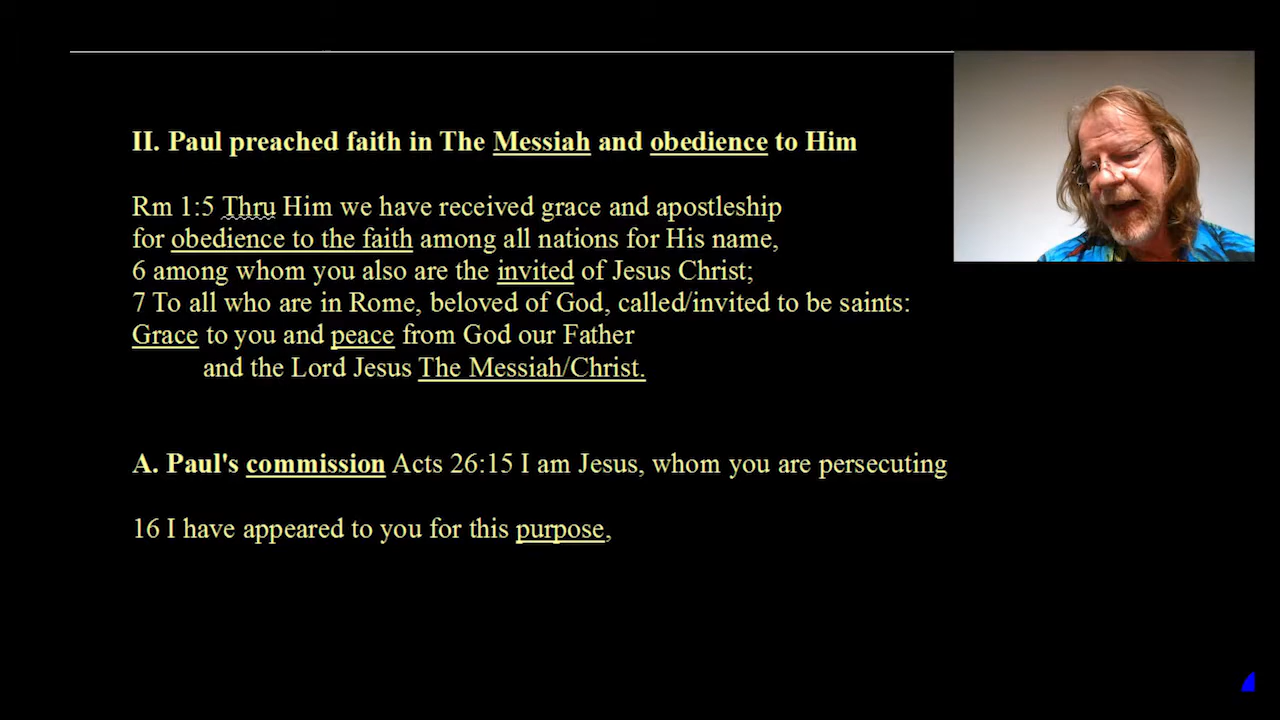 II. Paul preached faith in The Messiah and obedience to Him
Rm 1:5 Thru Him we have received grace and apostleship
for obedience to the faith among all nations for His name,
6 among whom you also are the invited of Jesus Christ;
7 To all who are in Rome, beloved of God, called/invited to be saints:
Grace to you and peace from God our Father
and the Lord Jesus The Messiah/Christ.
A. Paul's commission Acts 26:15 I am Jesus, whom you are persecuting
16 I have appeared to you for this purpose,